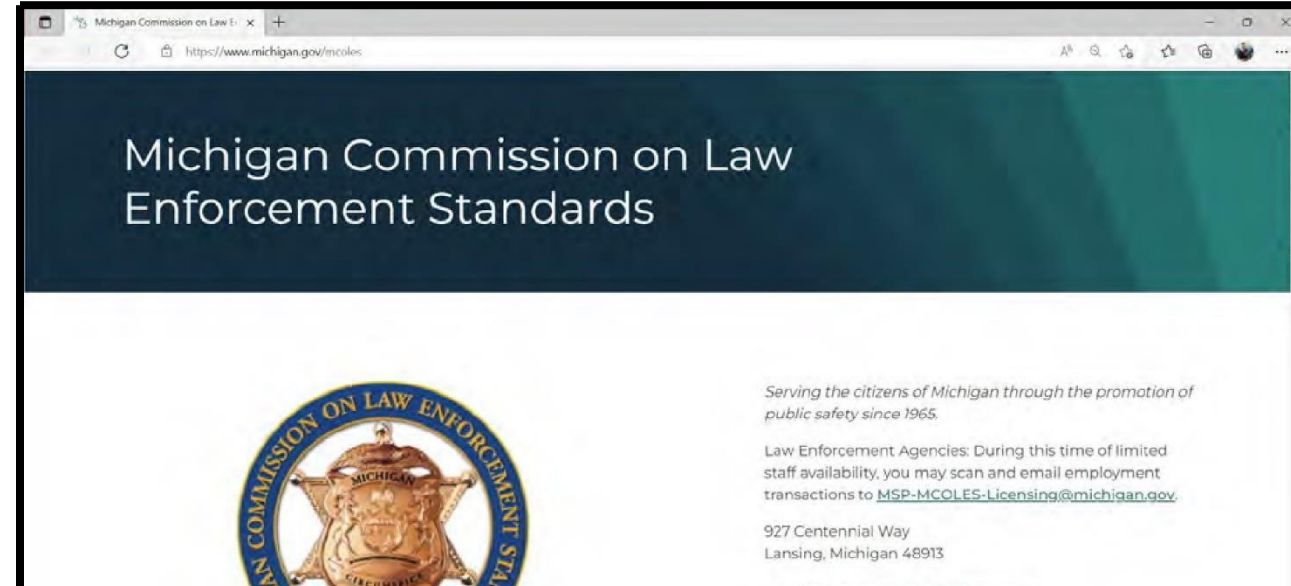 Michigan Commission on Law E
https://www.michigan.gov/mcoles
Michigan Commission on Law
Enforcement Standards
COMMISSION ON LAW ENFORCEMENT STA
MICHIGAN
Serving the citizens of Michigan through the promotion of
public safety since 1965.
Law Enforcement Agencies: During this time of limited
staff availability, you may scan and email employment
transactions to MSP-MCOLES-Licensing@michigan.gov.
927 Centennial Way
Lansing, Michigan 48913